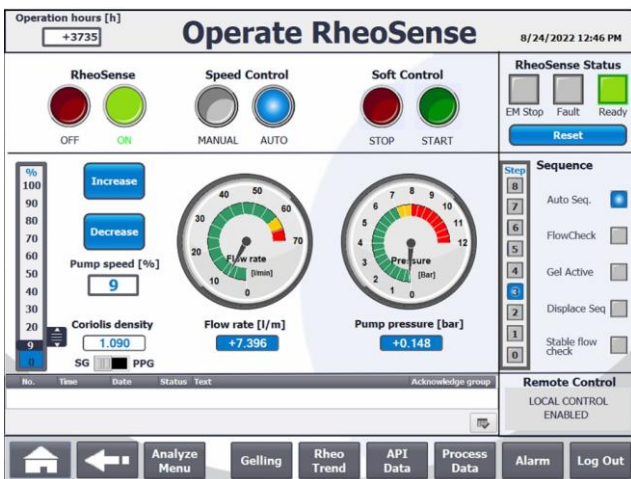 Operation hours [h]
+3735
Operate RheoSense
8/24/2022 12:46 PM
RheoSense
OFF
ON
Speed Control
MANUAL
AUTO
Soft Control
STOP
START
RheoSense Status
EM Stop
Fault
Ready
Reset
%
100
90
80
70
60
50
40
30
20
9
0
Increase
Decrease
Pump speed [%]
9
Coriolis density
1.090
SG
PPG
0
10
20
30
40
50
60
70
Flow rate
[l/min]
Flow rate [l/m]
+7.396
0
1
2
3
4
5
6
7
8
9
10
11
12
Pressure
[Bar]
Pump pressure [bar]
+0.148
Step
8
7
6
5
4
3
2
1
0
Sequence
Auto Seq.
FlowCheck
Gel Active
Displace Seq
Stable flow
check
No.
Time
Date
Status
Text
Acknowledge group
Remote Control
LOCAL CONTROL
ENABLED
Analyze
Menu
Gelling
Rheo
Trend
API
Data
Process
Data
Alarm
Log Out